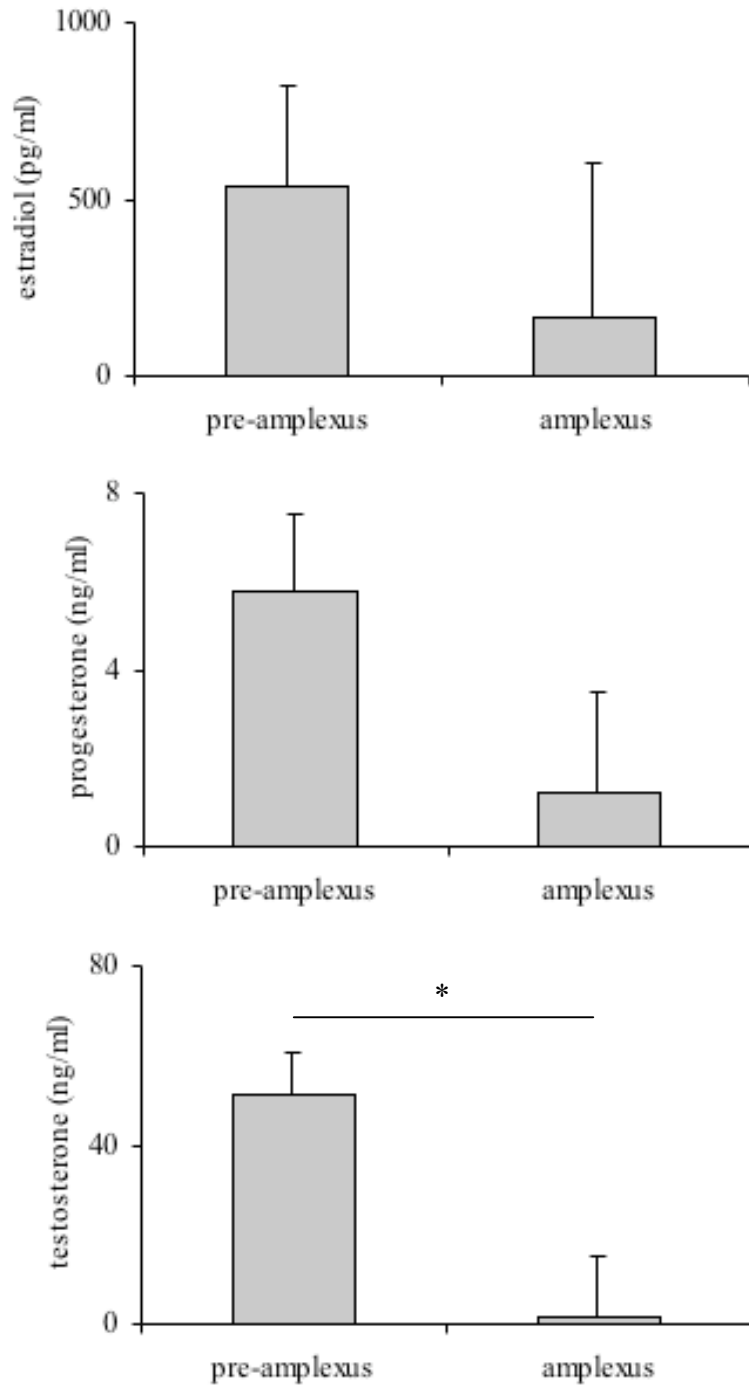 1000
estradiol (pg/ml)
500
0
pre-amplexus amplexus
8
progesterone (ng/ml)
4
0
pre-amplexus amplexus
80
*
testosterone (ng/ml)
40
0
pre-amplexus amplexus